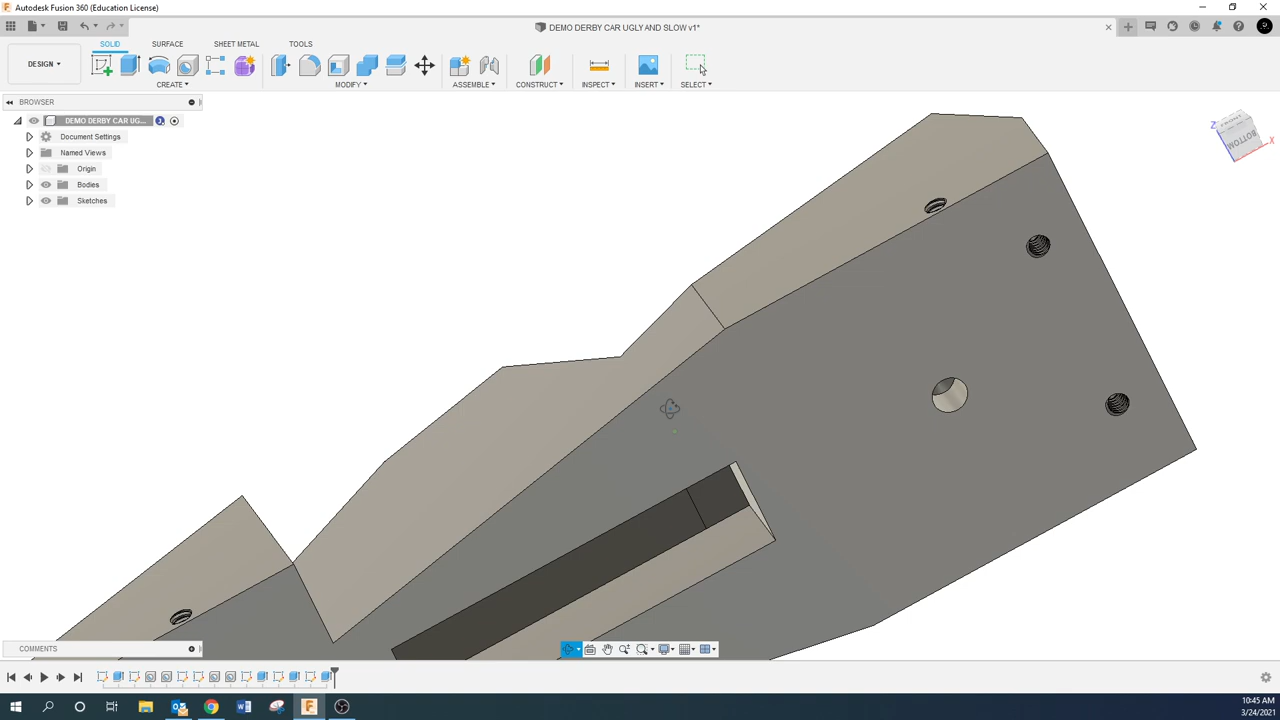 Autodesk Fusion 360 (Education License)
DEMO DERBY CAR UGLY AND SLOW v1*
SOLID SURFACE SHEET METAL TOOLS
DESIGN
CREATE MODIFY ASSEMBLE CONSTRUCT INSPECT INSERT SELECT
BROWSER
DEMO DERBY CAR UG...
Document Settings
Named Views
Origin
Bodies
Sketches
FRONT
BOTTOM
Z
X
COMMENTS
10:45 AM
3/24/2021